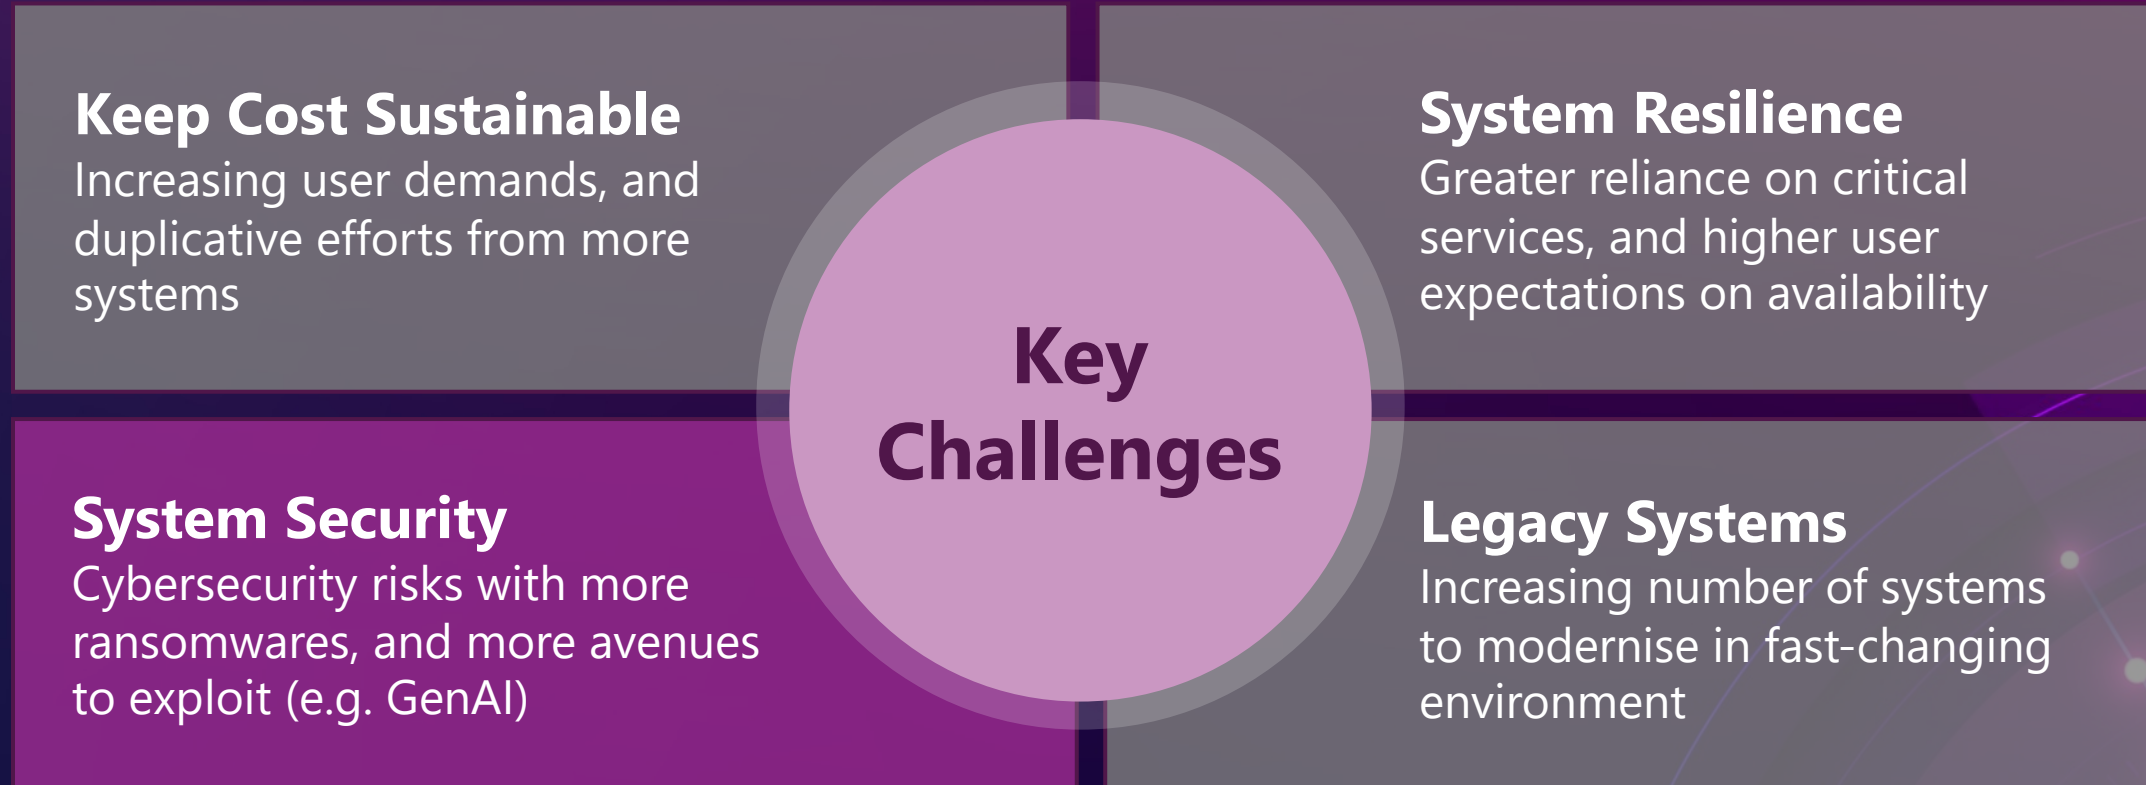 Keep Cost Sustainable
Increasing user demands, and
duplicative efforts from more
systems
System Resilience
Greater reliance on critical
services, and higher user
expectations on availability
Key
Challenges
System Security
Cybersecurity risks with more
ransomwares, and more avenues
to exploit (e.g. GenAI)
Legacy Systems
Increasing number of systems
to modernise in fast-changing
environment